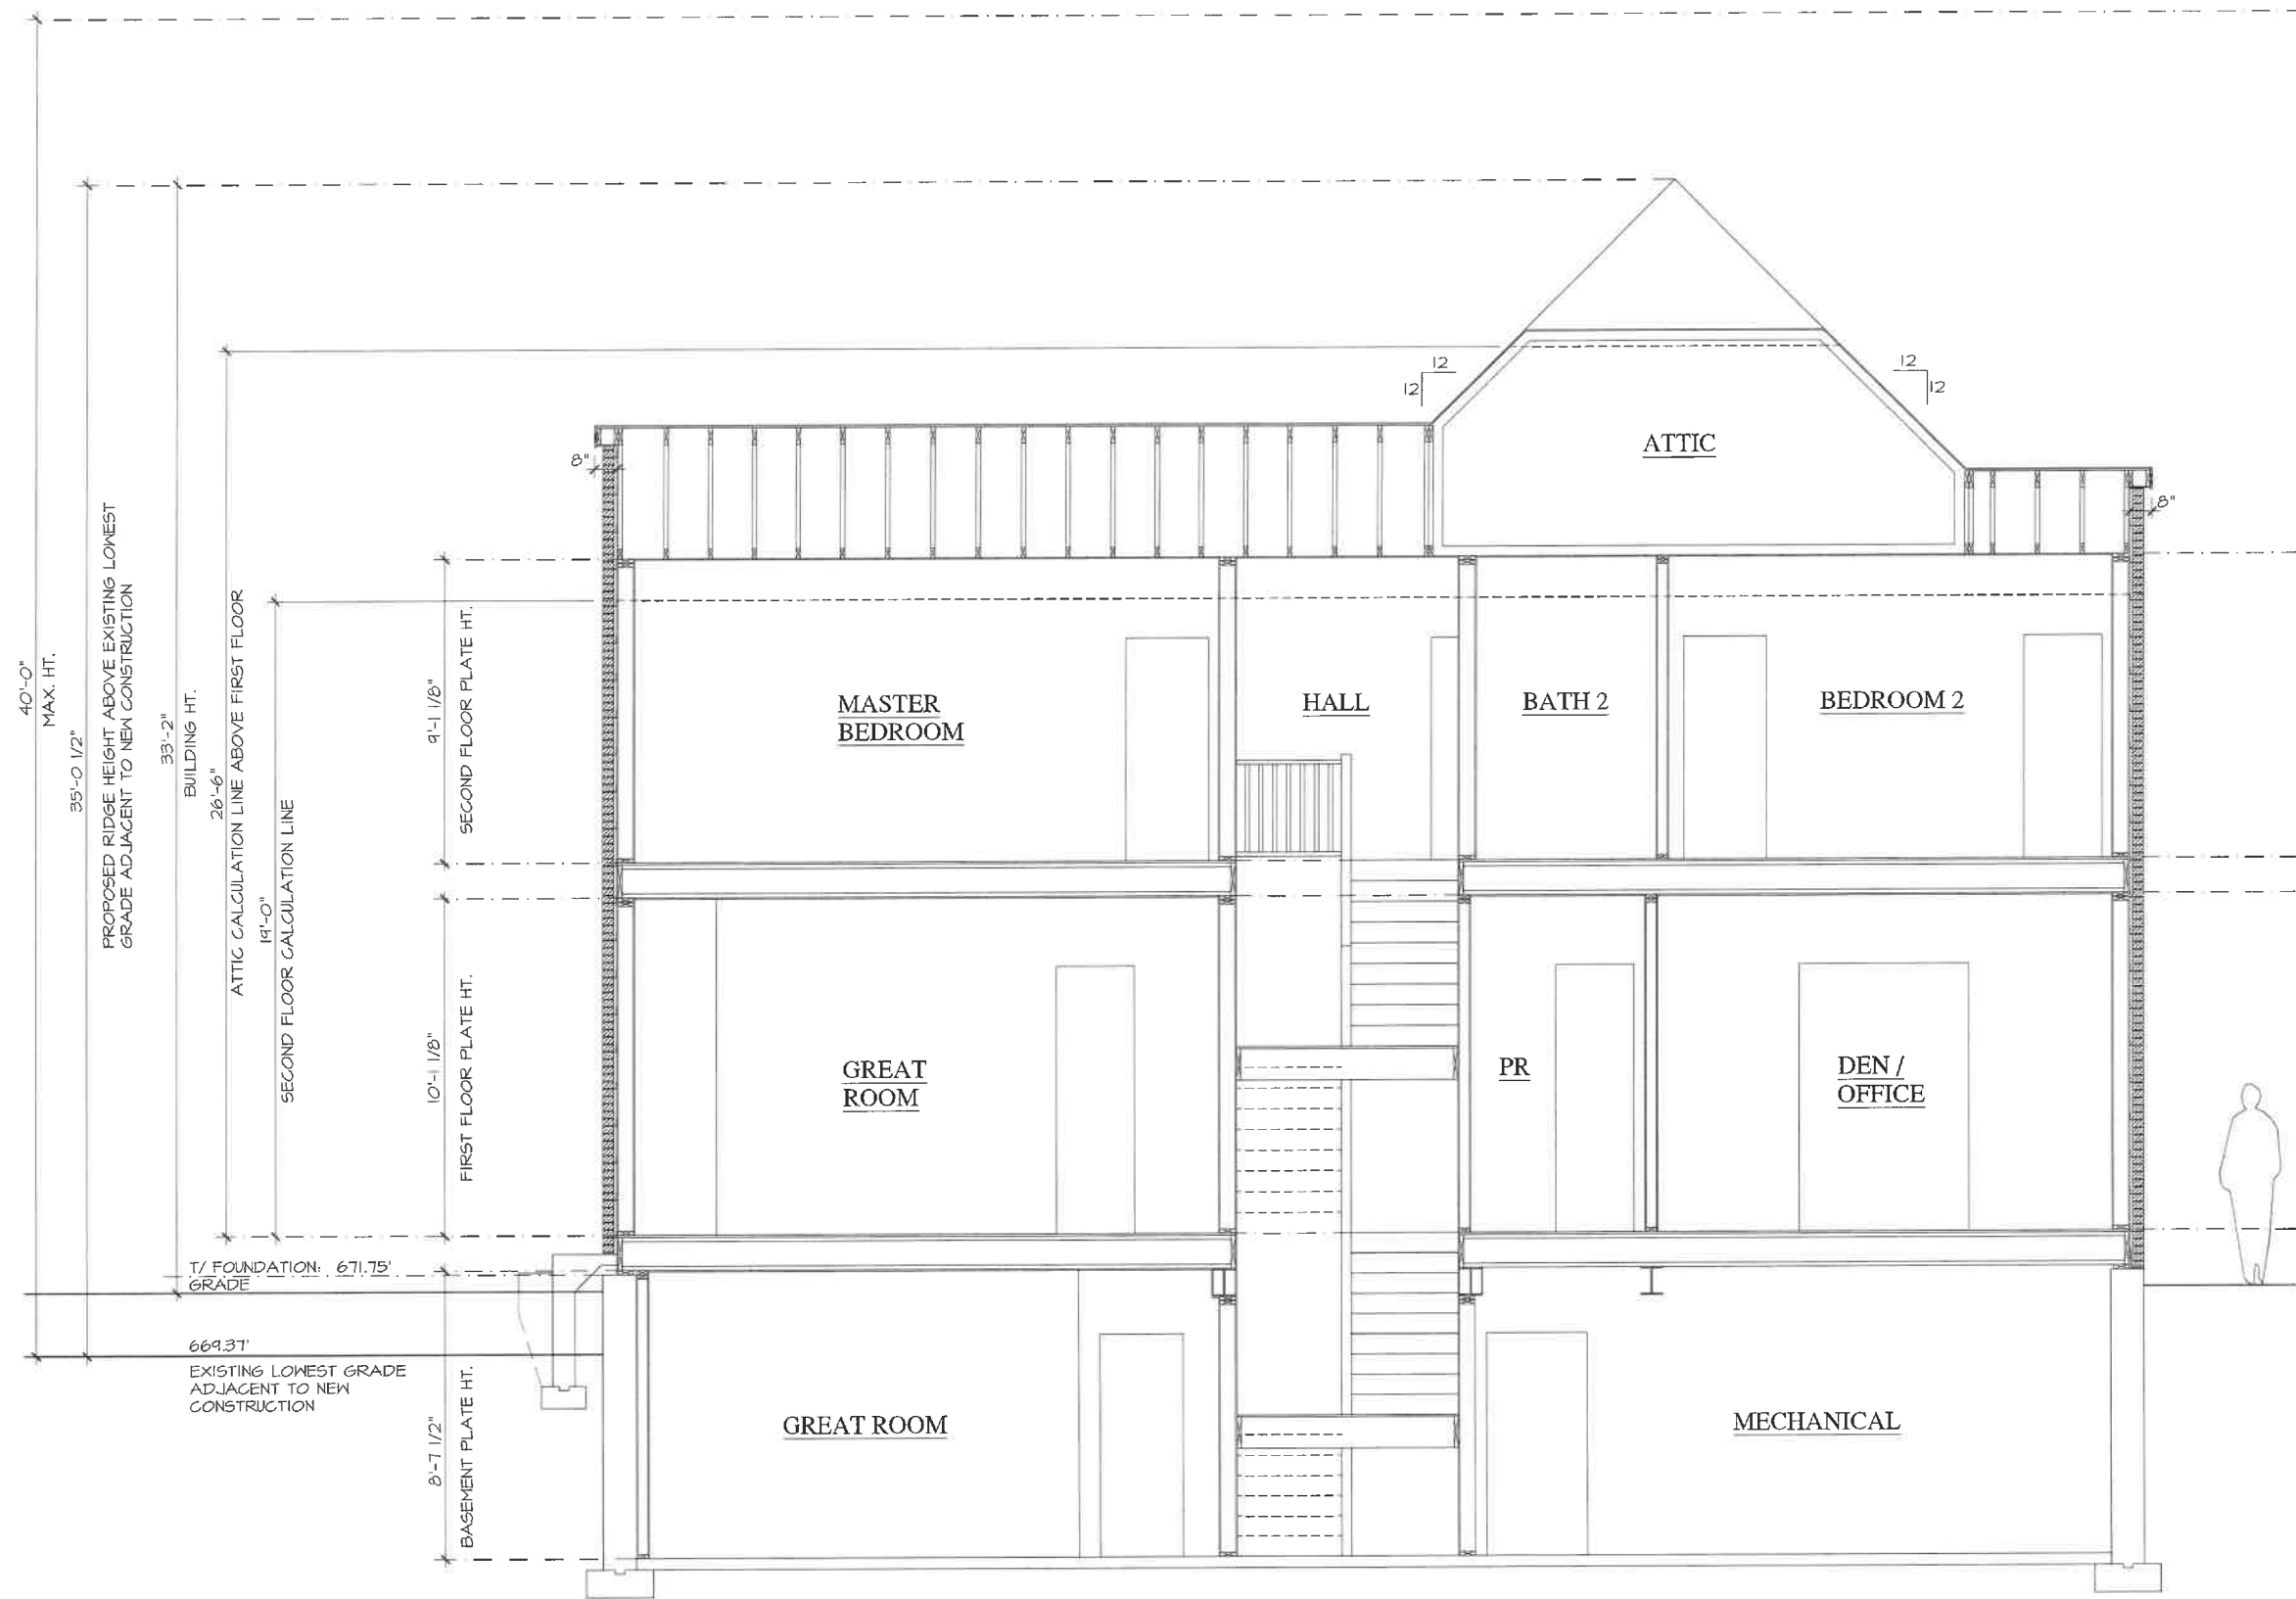 12
12
12
12
ATTIC
8"
8"
40'-0"
MAX. HT.
35'-0 1/2"
PROPOSED RIDGE HEIGHT ABOVE EXISTING LOWEST
GRADE ADJACENT TO NEW CONSTRUCTION
33'-2"
BUILDING HT.
26'-6"
ATTIC CALCULATION LINE ABOVE FIRST FLOOR
19'-0"
SECOND FLOOR CALCULATION LINE
9'-1 1/8"
SECOND FLOOR PLATE HT.
MASTER
BEDROOM
HALL
BATH 2
BEDROOM 2
10'-1 1/8"
FIRST FLOOR PLATE HT.
GREAT
ROOM
PR
DEN /
OFFICE
T/ FOUNDATION: 671.75'
GRADE
669.37'
EXISTING LOWEST GRADE
ADJACENT TO NEW
CONSTRUCTION
8'-7 1/2"
BASEMENT PLATE HT.
GREAT ROOM
MECHANICAL